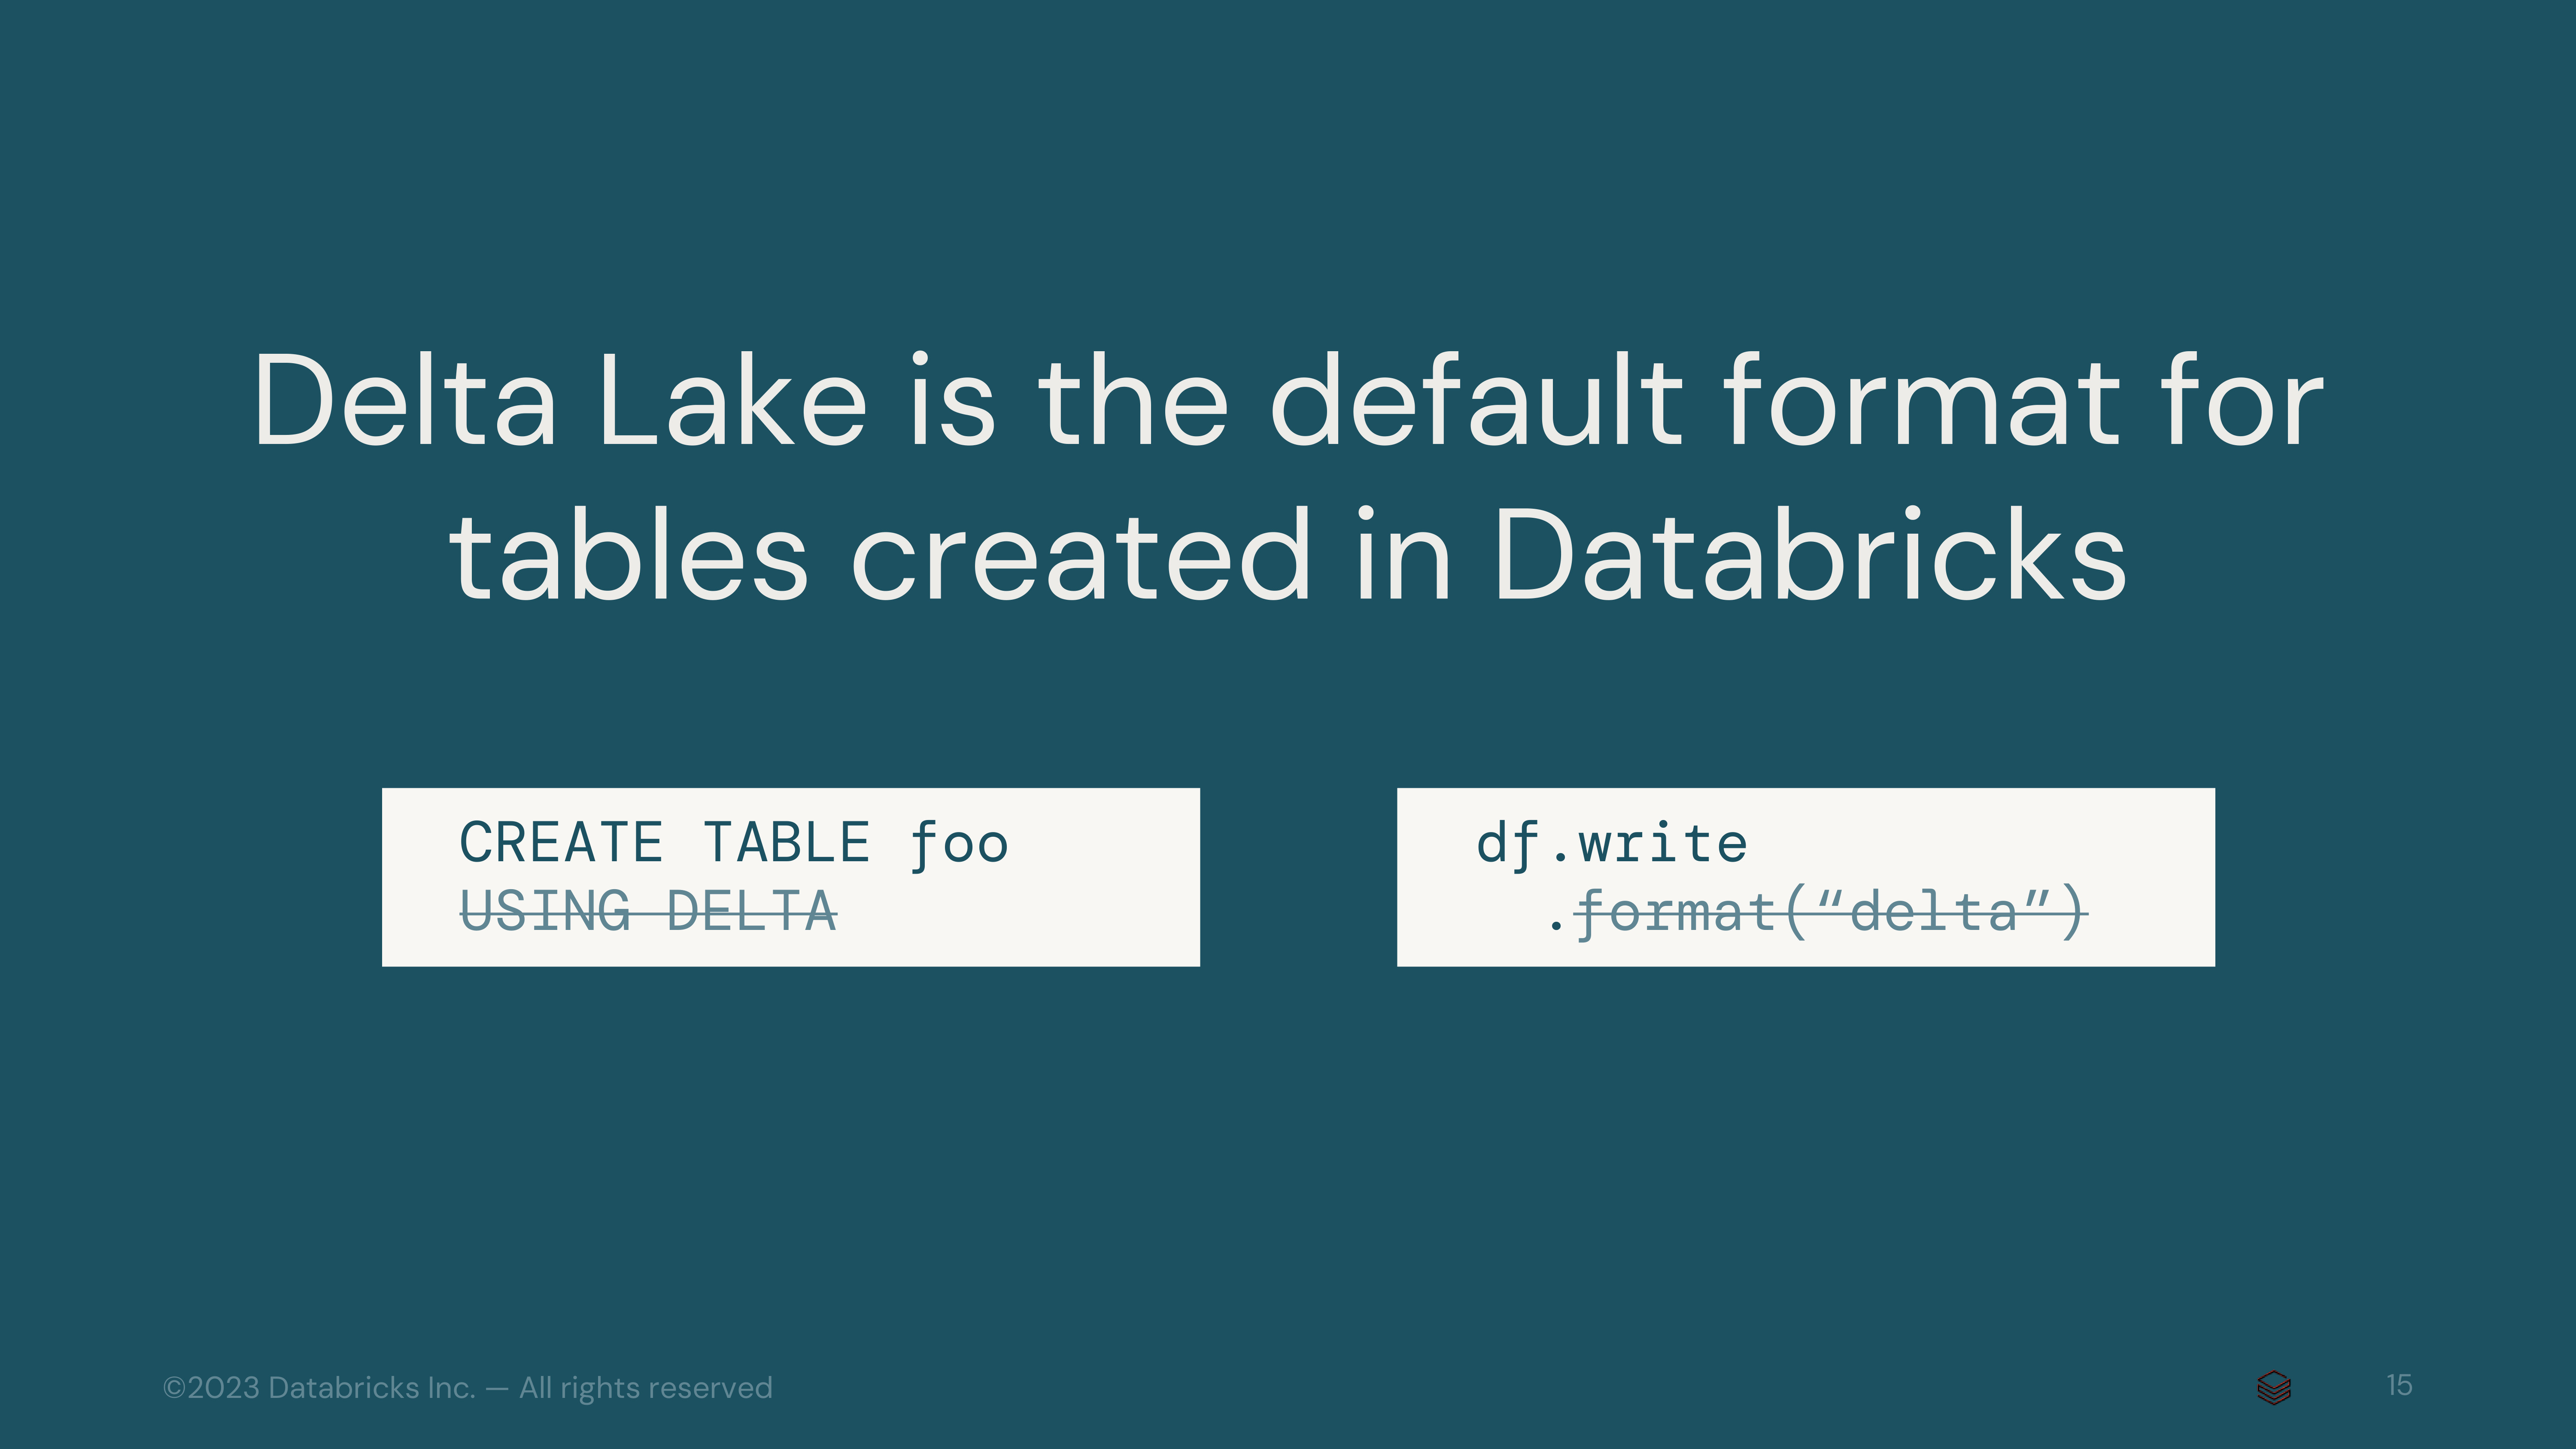 Delta Lake is the default format for
tables created in Databricks
CREATE TABLE foo
USING DELTA
df.write
.format(“delta”)
©2023 Databricks Inc. — All rights reserved
15